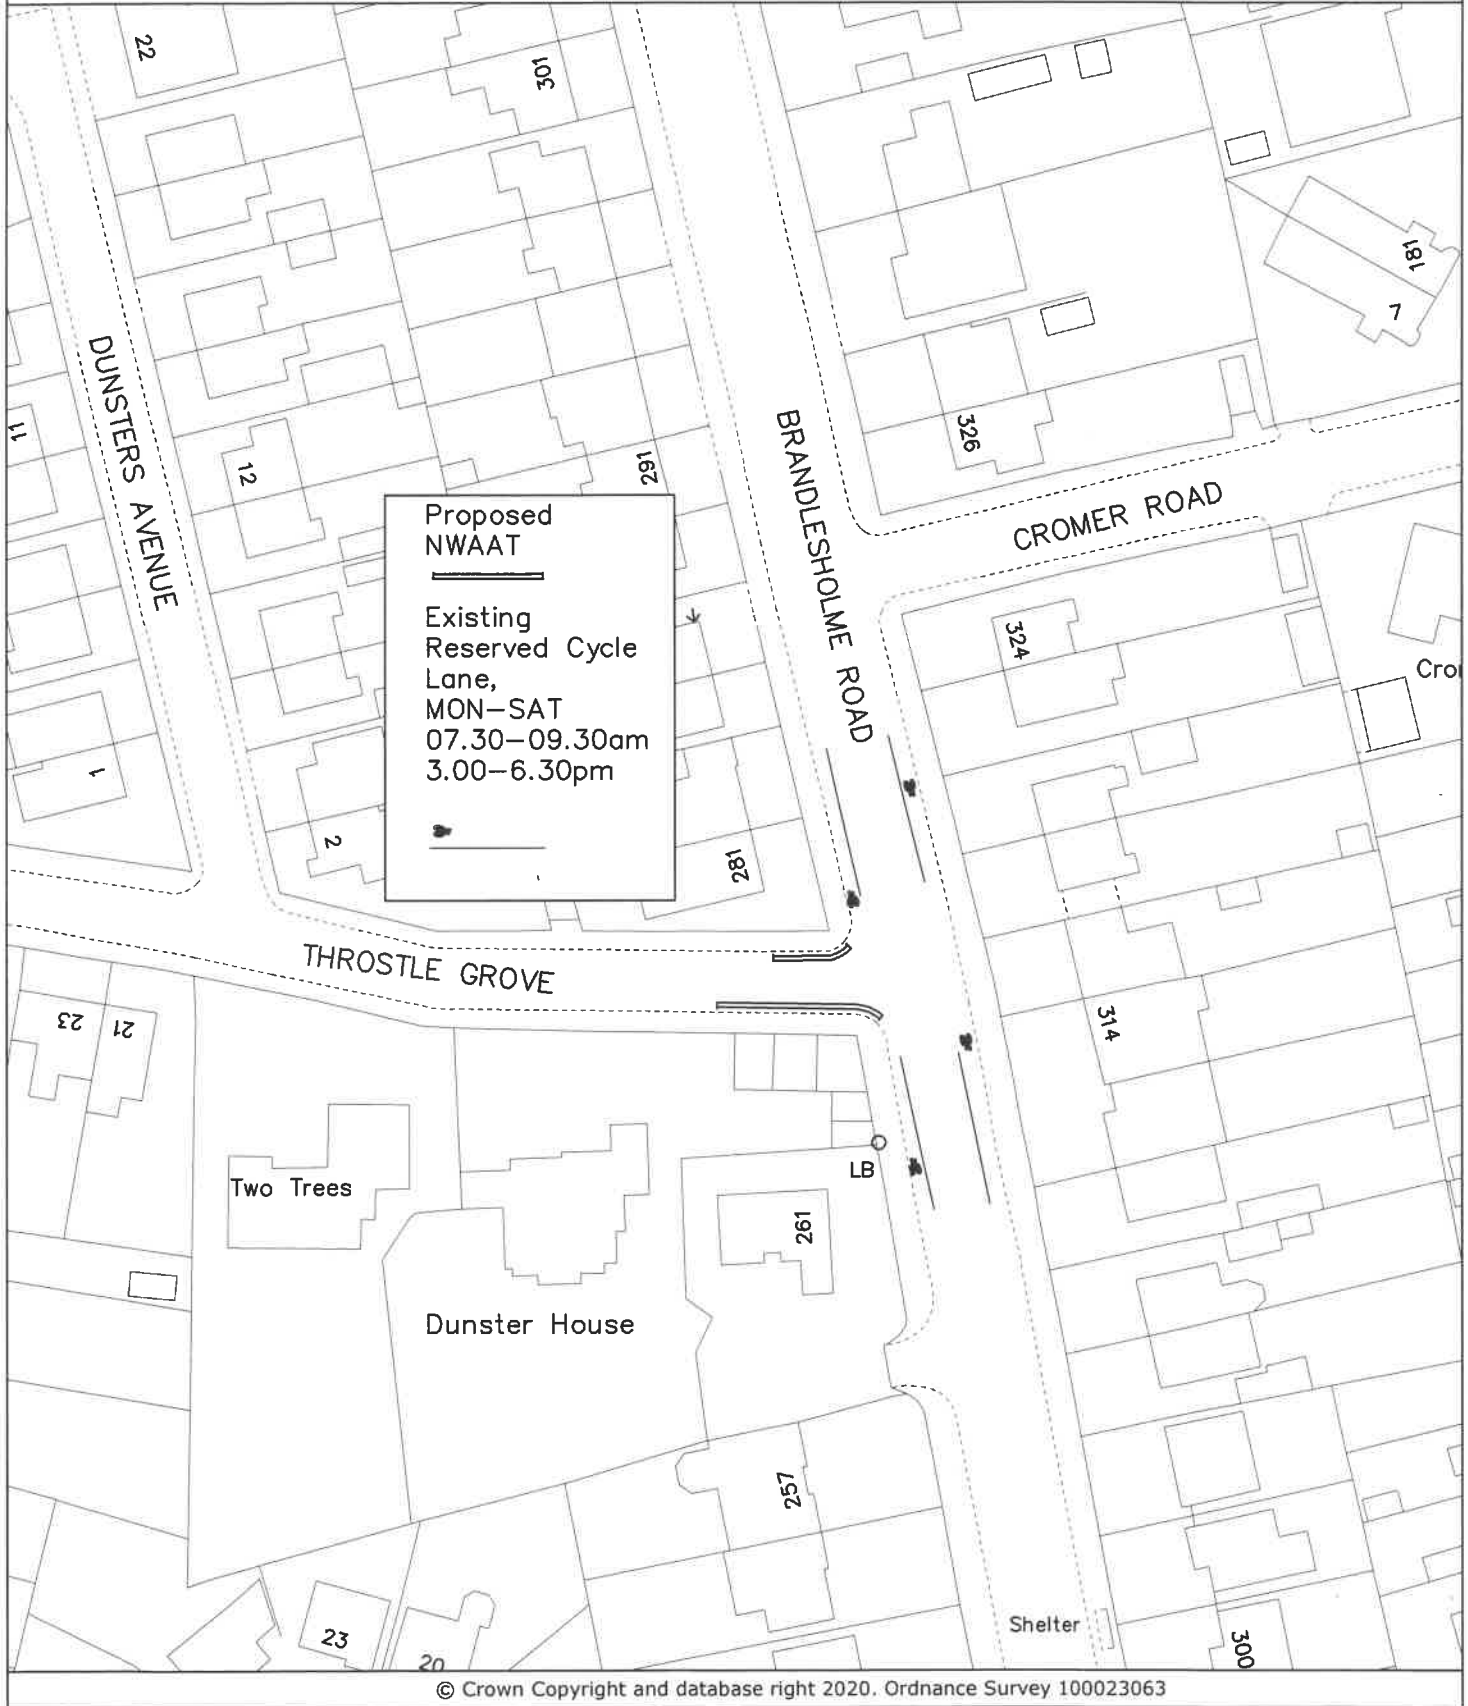 22
301
181
7
DUNSTERS AVENUE
11
12
326
291
BRANDLESHOLME ROAD
CROMER ROAD
Proposed
NWAAT
Existing
Reserved Cycle
Lane,
MON–SAT
07.30–09.30am
3.00–6.30pm
324
Cro
1
2
281
THROSTLE GROVE
23
21
314
LB
Two Trees
261
Dunster House
257
Shelter
23
20
300
© Crown Copyright and database right 2020. Ordnance Survey 100023063